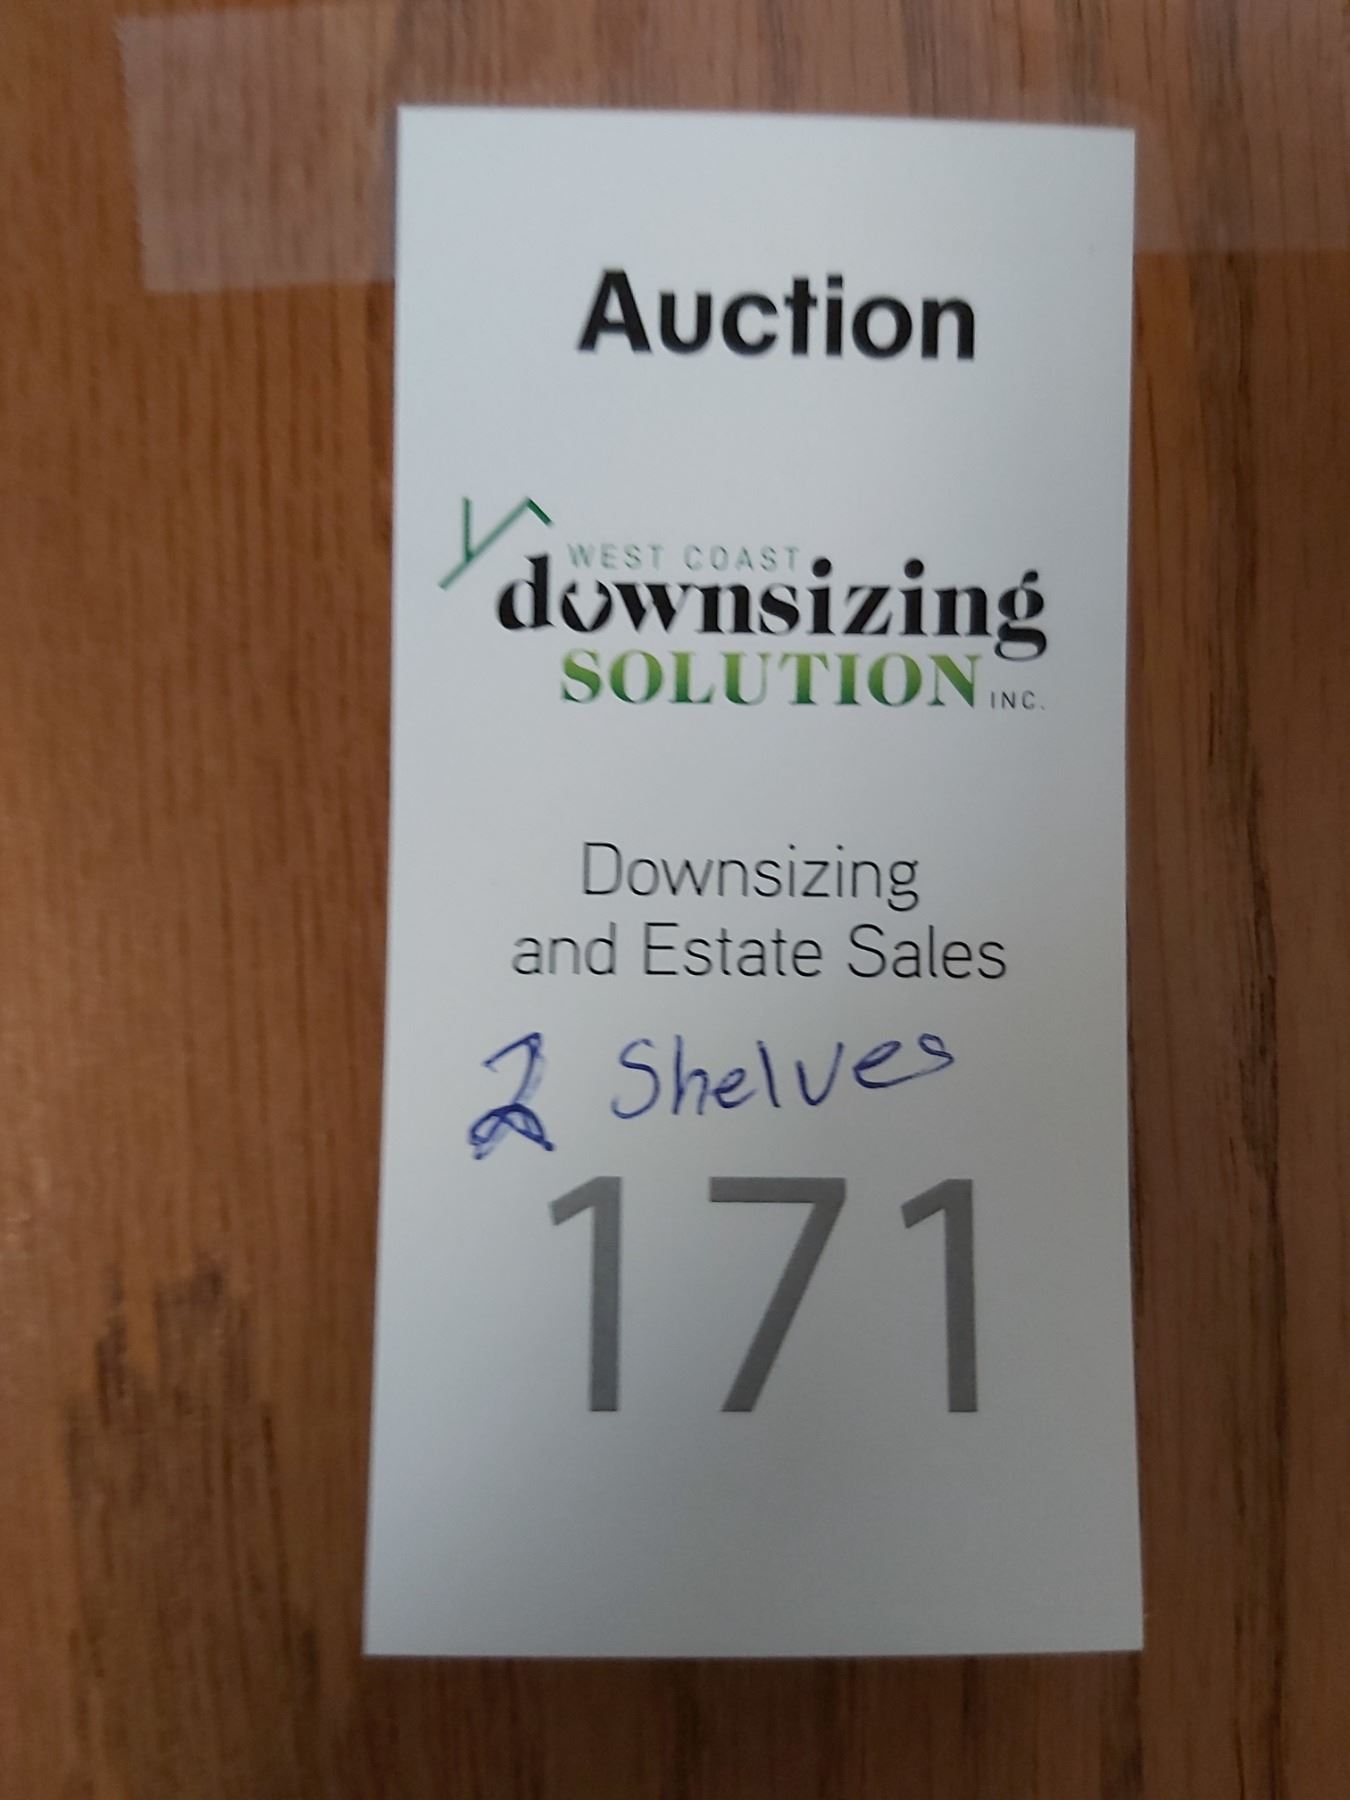 Auction
WEST COAST
downsizing
SOLUTION INC.
Downsizing
and Estate Sales
2 Shelves
171